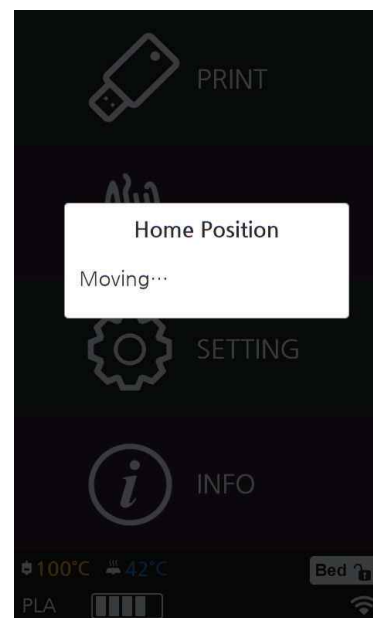 PRINT
Home Position
Moving···
SETTING
INFO
100°C 42°C
Bed
PLA